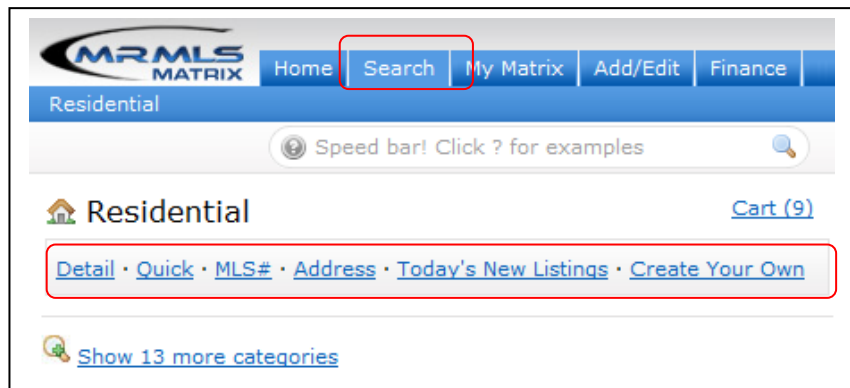 MRMLS
MATRIX
Home Search My Matrix Add/Edit Finance
Residential
? Speed bar! Click ? for examples
Residential Cart (9)
Detail · Quick · MLS# · Address · Today's New Listings · Create Your Own
Show 13 more categories